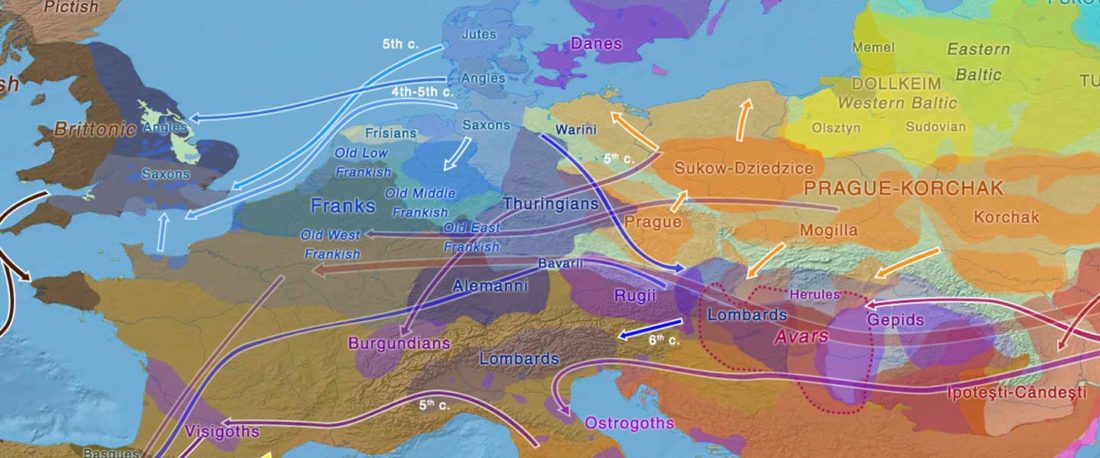 Pictish
Jutes
5th c.
Danes
Memel
Eastern
Baltic
Angles
4th-5th c.
DOLLKEIM
Western Baltic
sh
Brittonic
Angles
Frisians
Saxons
Warini
Olsztyn
Sudovian
Old Low
Frankish
5th c.
Saxons
Sukow-Dziedzice
Old Middle
Frankish
PRAGUE-KORCHAK
Franks
Thuringians
Prague
Korchak
Old West
Frankish
Old East
Frankish
Mogilla
Bavarii
Alemanni
Rugii
Herules
Lombards
Gepids
Avars
Burgundians
6th c.
Lombards
Ipoteşti-Cândeşti
5th c.
Ostrogoths
Visigoths
Basques